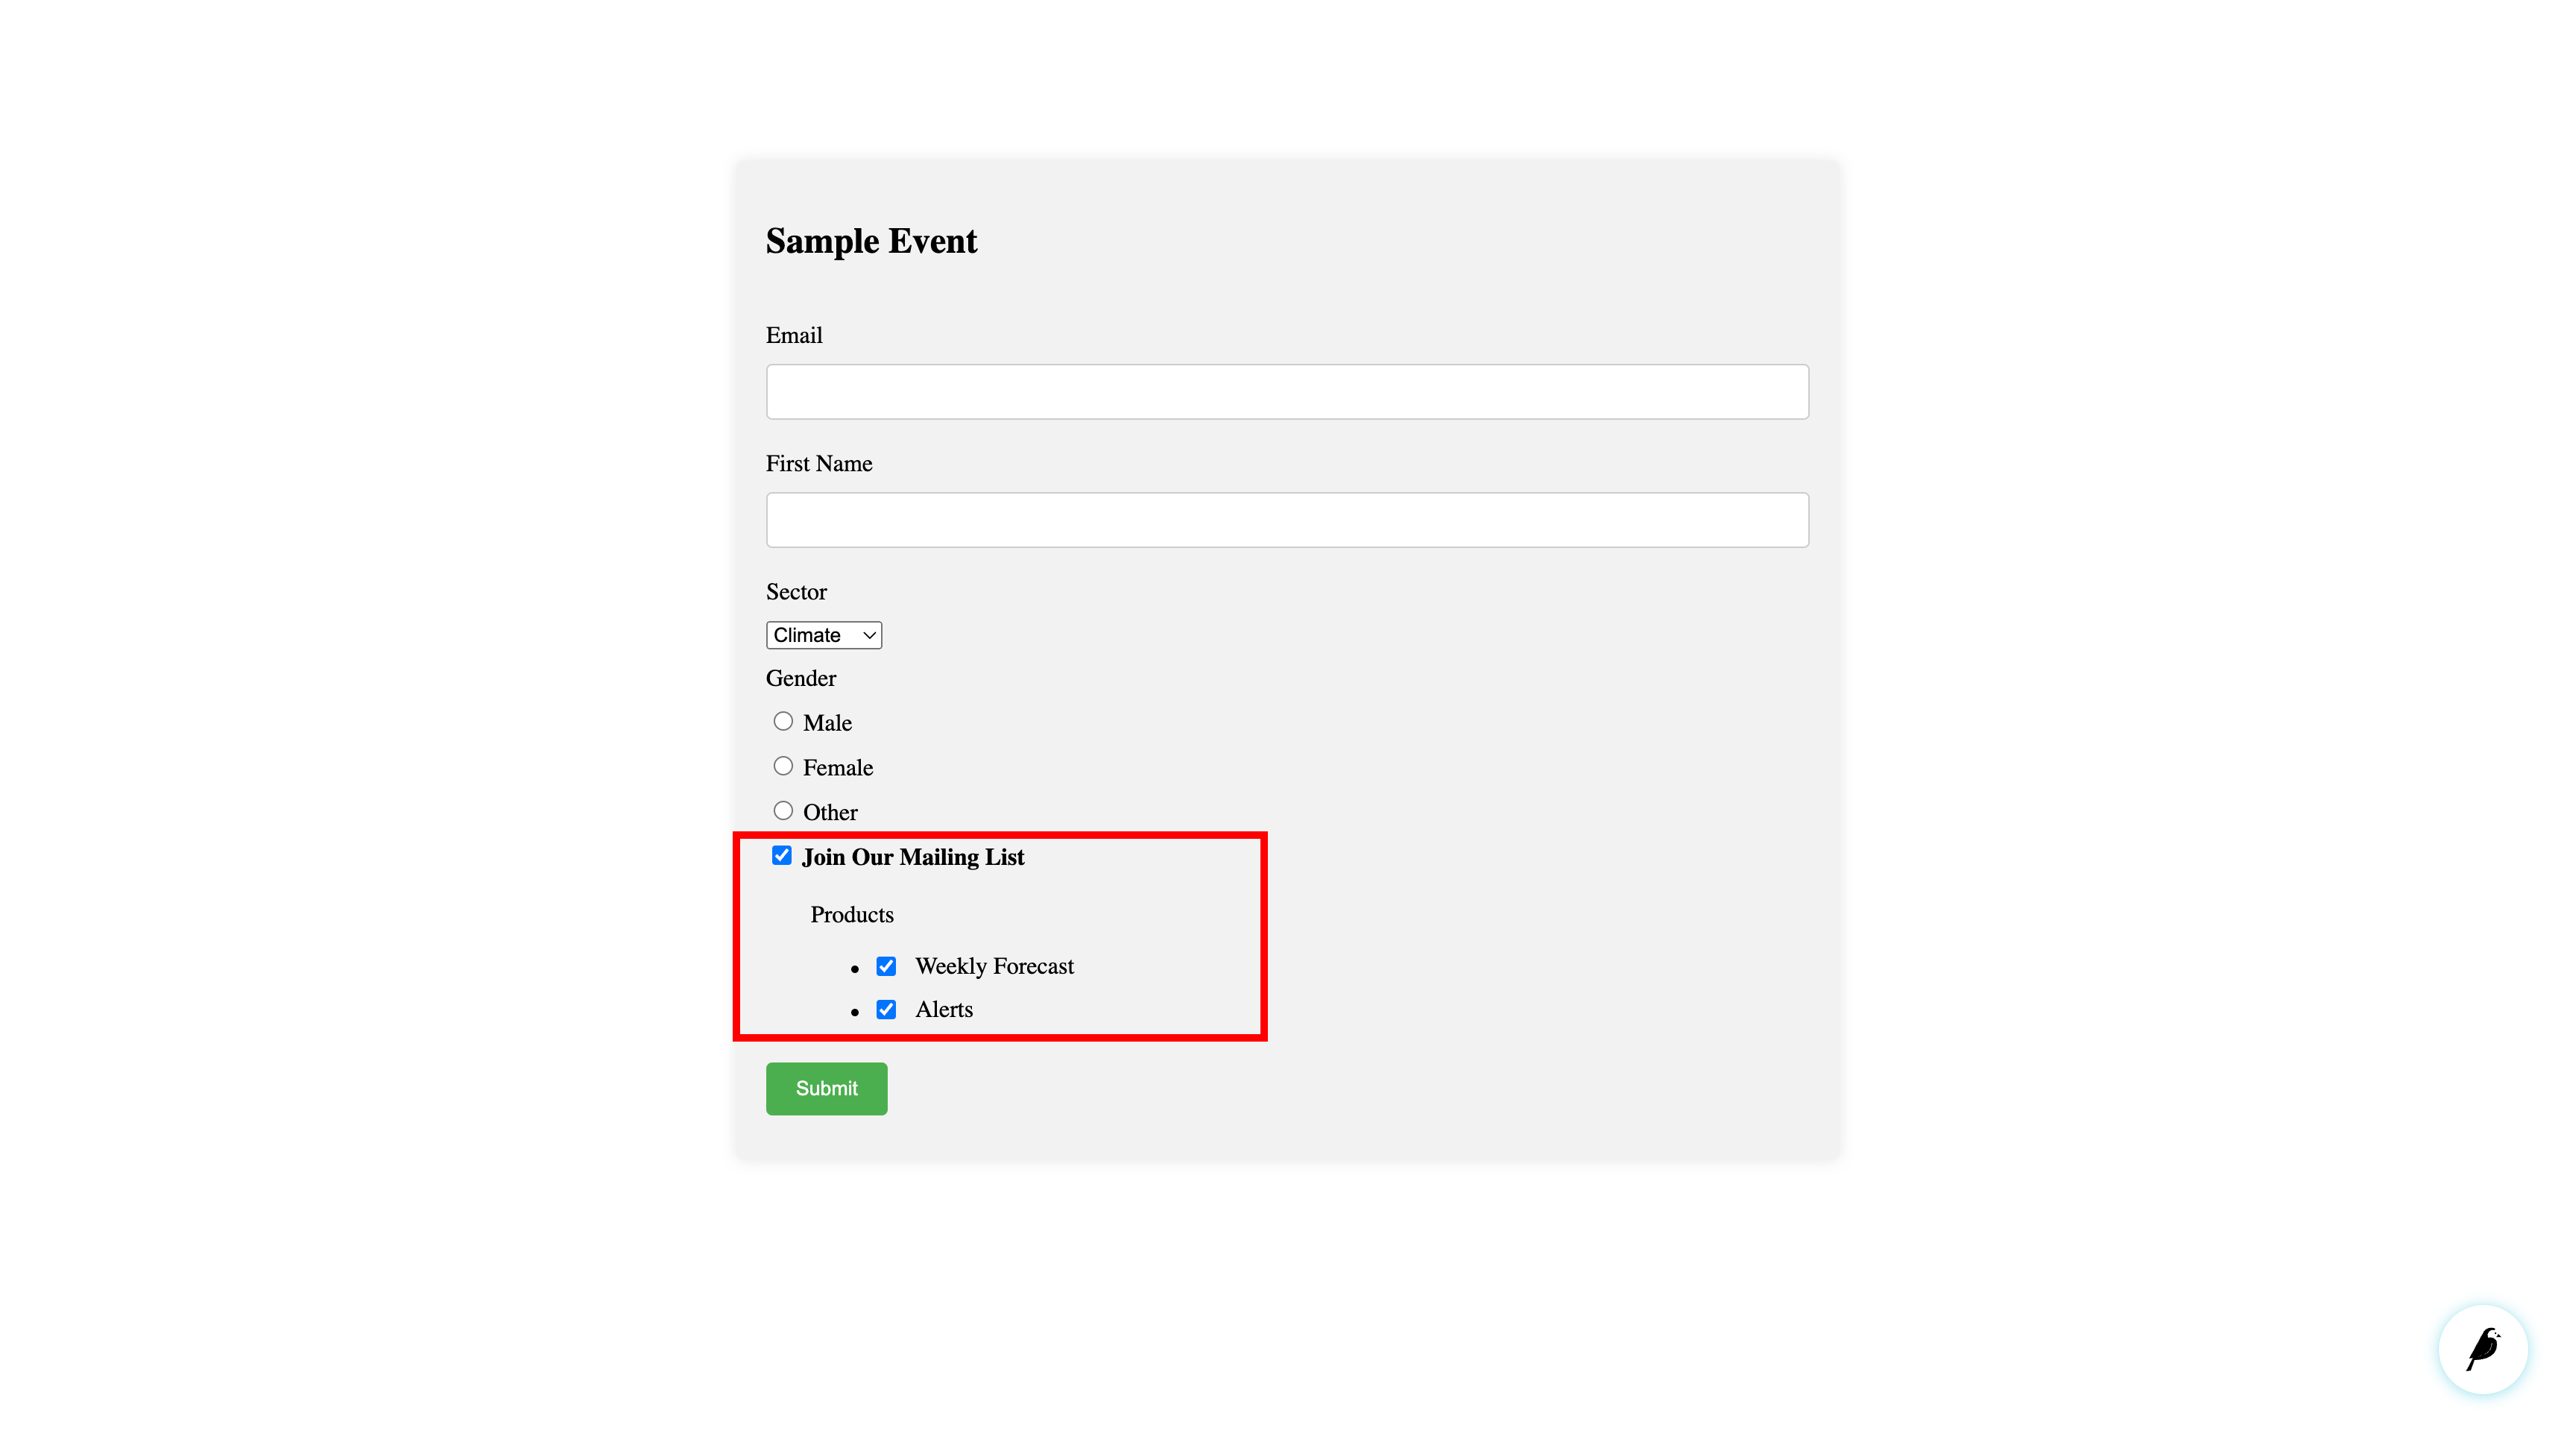 Sample Event
Email
First Name
Sector
Climate
Gender
Male
Female
Other
Join Our Mailing List
Products
Weekly Forecast
Alerts
Submit